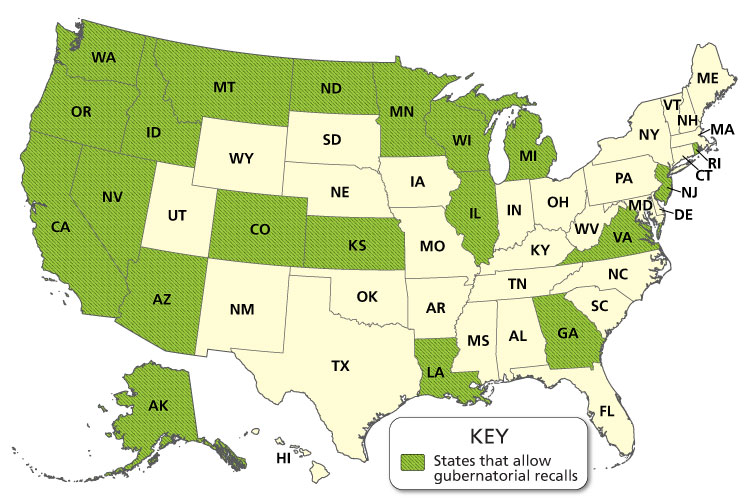 WA
MT
ND
MN
OR
ID
SD
WI
MI
WY
ME
VT
NH
MA
NY
RI
CT
NV
UT
NE
IA
PA
NJ
CA
CO
KS
IL
IN
OH
MD
DE
WV
VA
MO
KY
AZ
NM
OK
AR
TN
NC
SC
TX
LA
MS
AL
GA
FL
AK
HI
KEY
States that allow
gubernatorial recalls